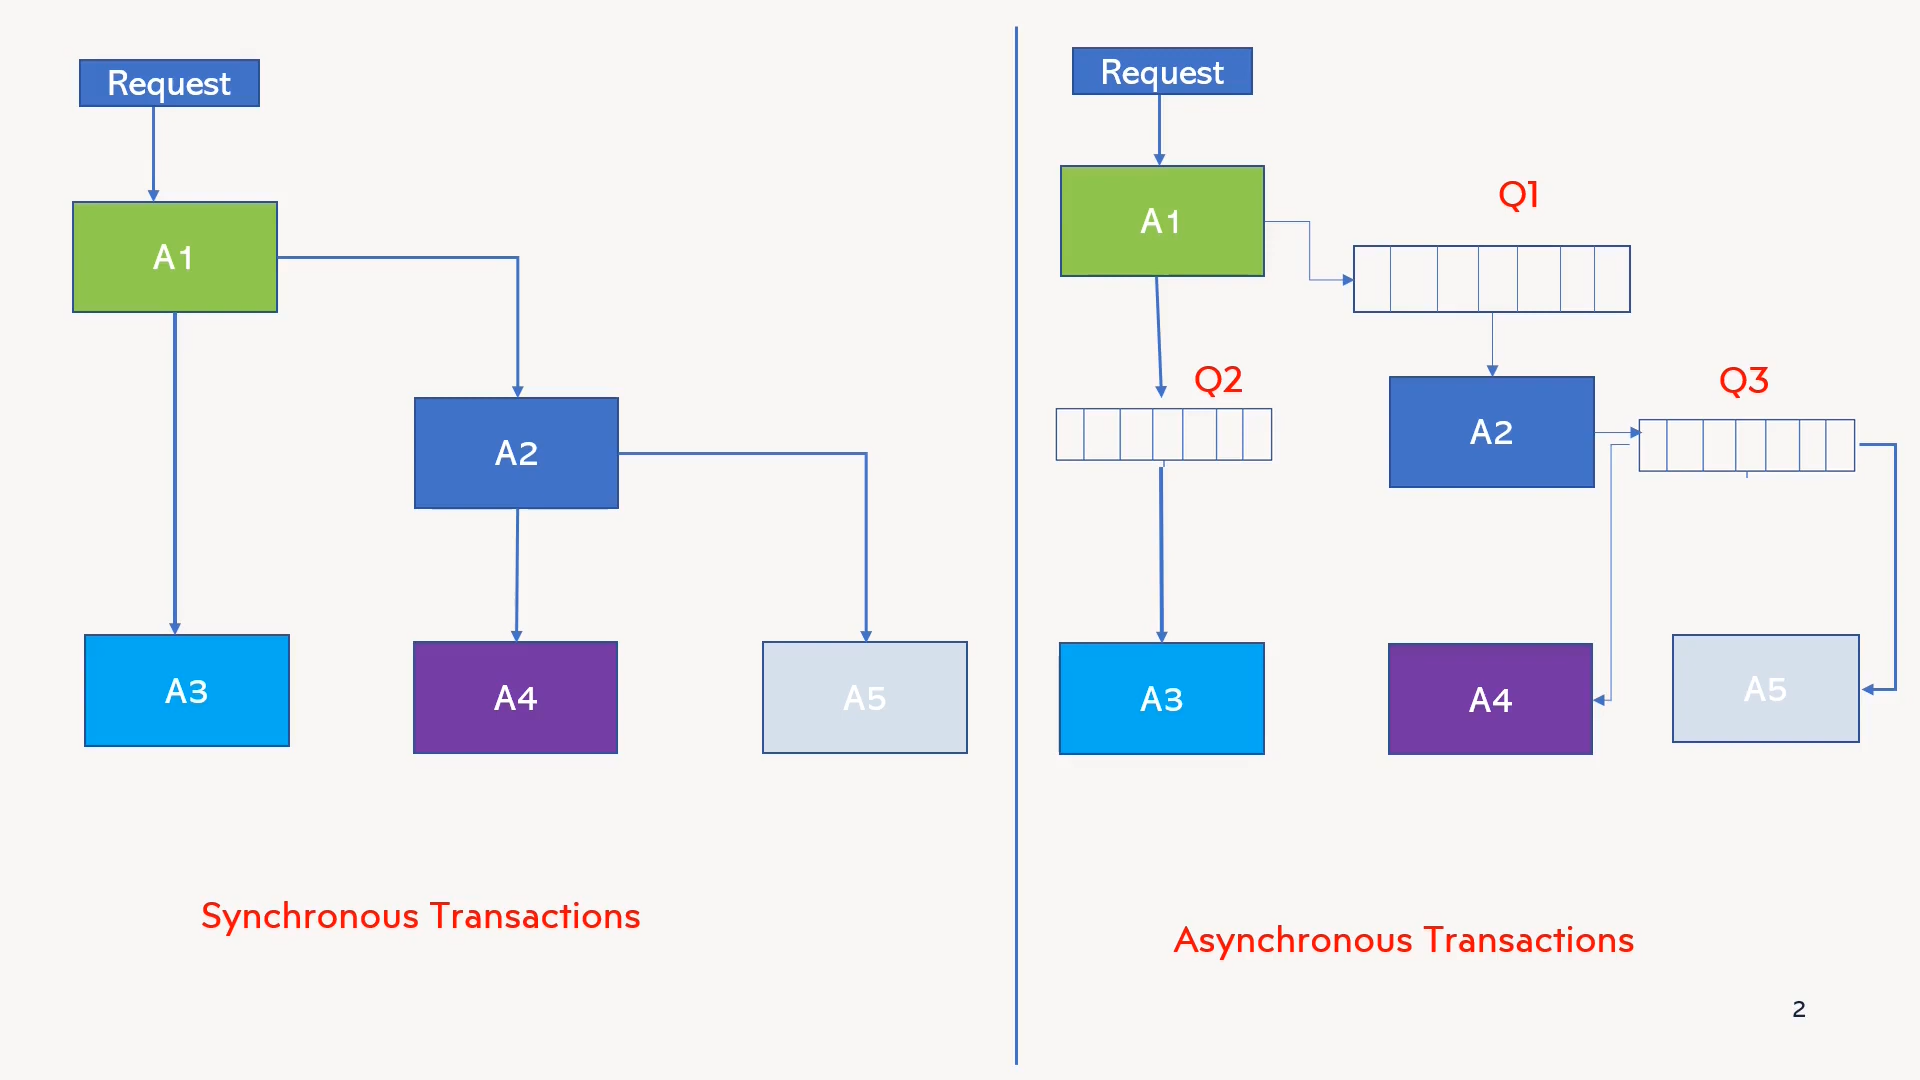 Request
A1
A2
A3
A4
A5
Synchronous Transactions
Request
A1
Q1
Q2
A2
Q3
A3
A4
A5
Asynchronous Transactions
2